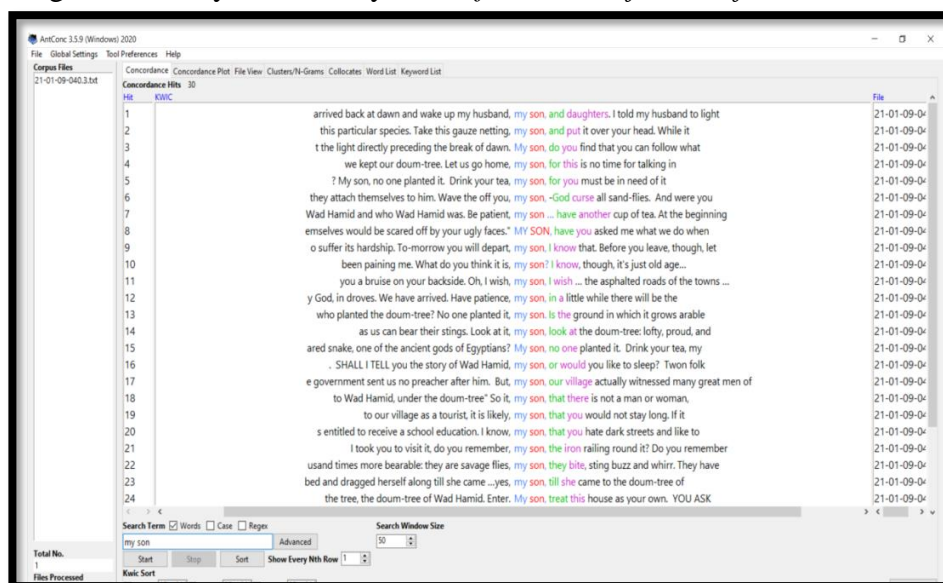 AntConc 3.5.9 (Windows) 2020
File Global Settings Tool Preferences Help
Corpus Files
21-01-09-040.3.txt
Concordance Concordance Plot File View Clusters/N-Grams Collocates Word List Keyword List
Concordance Hits 30
Hit KWIC File
1 arrived back at dawn and wake up my husband, my son, and daughters. I told my husband to light 21-01-09-04
2 this particular species. Take this gauze netting, my son, and put it over your head. While it 21-01-09-04
3 t the light directly preceding the break of dawn. My son, do you find that you can follow what 21-01-09-04
4 we kept our doum-tree. Let us go home, my son, for this is no time for talking in 21-01-09-04
5 ? My son, no one planted it. Drink your tea, my son, for you must be in need of it 21-01-09-04
6 they attach themselves to him. Wave the off you, my son, -God curse all sand-flies. And were you 21-01-09-04
7 Wad Hamid and who Wad Hamid was. Be patient, my son ... have another cup of tea. At the beginning 21-01-09-04
8 emselves would be scared off by your ugly faces." MY SON, have you asked me what we do when 21-01-09-04
9 o suffer its hardship. To-morrow you will depart, my son, I know that. Before you leave, though, let 21-01-09-04
10 been paining me. What do you think it is, my son? I know, though, it's just old age... 21-01-09-04
11 you a bruise on your backside. Oh, I wish, my son, I wish ... the asphalted roads of the towns ... 21-01-09-04
12 y God, in droves. We have arrived. Have patience, my son, in a little while there will be the 21-01-09-04
13 who planted the doum-tree? No one planted it, my son. Is the ground in which it grows arable 21-01-09-04
14 as us can bear their stings. Look at it, my son, look at the doum-tree: lofty, proud, and 21-01-09-04
15 ared snake, one of the ancient gods of Egyptians? My son, no one planted it. Drink your tea, my 21-01-09-04
16 . SHALL I TELL you the story of Wad Hamid, my son, or would you like to sleep? Twon folk 21-01-09-04
17 e government sent us no preacher after him. But, my son, our village actually witnessed many great men of 21-01-09-04
18 to Wad Hamid, under the doum-tree" So it, my son, that there is not a man or woman, 21-01-09-04
19 to our village as a tourist, it is likely, my son, that you would not stay long. If it 21-01-09-04
20 s entitled to receive a school education. I know, my son, that you hate dark streets and like to 21-01-09-04
21 I took you to visit it, do you remember, my son, the iron railing round it? Do you remember 21-01-09-04
22 usand times more bearable: they are savage flies, my son, they bite, sting buzz and whirr. They have 21-01-09-04
23 bed and dragged herself along till she came ...yes, my son, till she came to the doum-tree of 21-01-09-04
24 the tree, the doum-tree of Wad Hamid. Enter. My son, treat this house as your own. YOU ASK 21-01-09-04
Search Term Words Case Regex Search Window Size
my son Advanced 50
Start Stop Sort Show Every Nth Row 1
Total No.
1
Files Processed
Kwic Sort